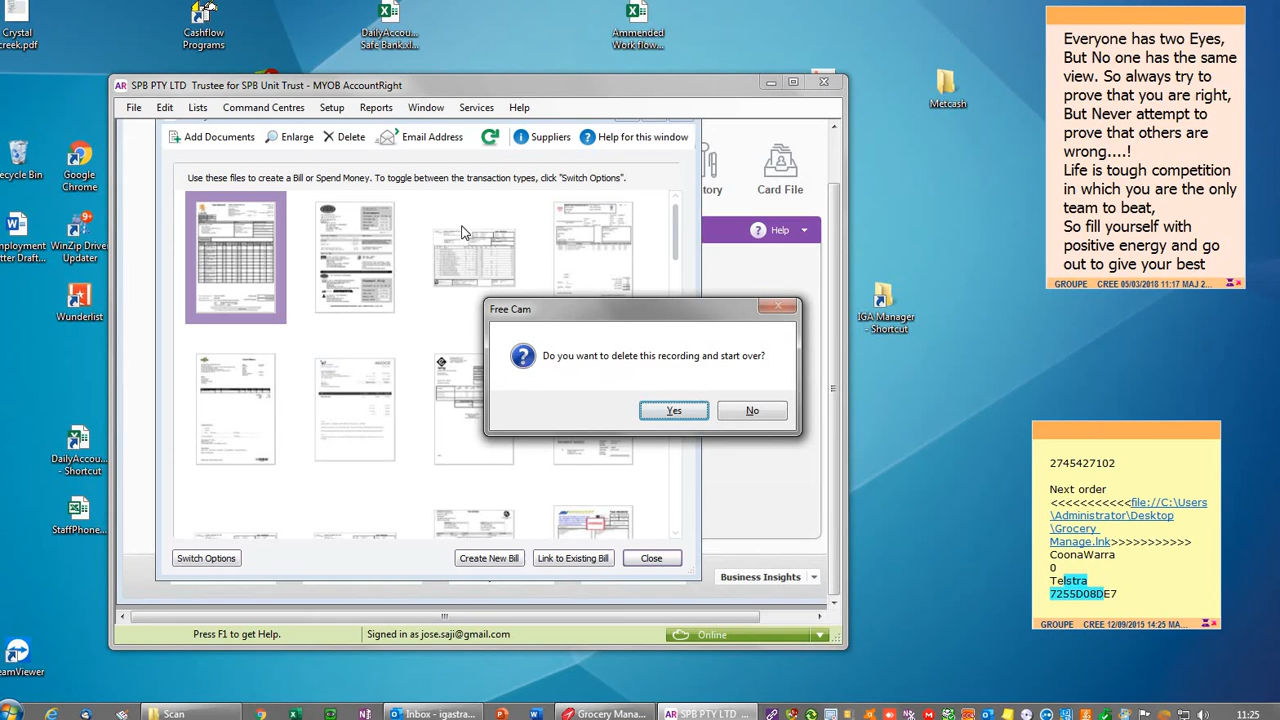 Crystal
creek.pdf
Cashflow
Programs
DailyAccou...
Safe Bank.xl...
Ammended
Work flow...
Metcash
Everyone has two Eyes,
But No one has the same
view. So always try to
prove that you are right,
But Never attempt to
prove that others are
wrong....!
Life is tough competition
in which you are the only
team to beat,
So fill yourself with
positive energy and go
out to give your best
GROUPE CREE 05/03/2018 11:17 MAJ 2...
SPB PTY LTD Trustee for SPB Unit Trust - MYOB AccountRight
File Edit Lists Command Centres Setup Reports Window Services Help
Add Documents Enlarge Delete Email Address Suppliers Help for this window
Use these files to create a Bill or Spend Money. To toggle between the transaction types, click "Switch Options".
tory
Card File
Help
ecycle Bin
Google
Chrome
mployment
tter Draft...
WinZip Drive
Updater
Wunderlist
IGA Manager
- Shortcut
Free Cam
Do you want to delete this recording and start over?
Yes No
DailyAccou...
- Shortcut
StaffPhone...
eamViewer
Switch Options Create New Bill Link to Existing Bill Close
Business Insights
Press F1 to get Help. Signed in as jose.saji@gmail.com Online
2745427102
Next order
<<<<<<<<<<<file://C:\Users
\Administrator\Desktop
\Grocery
Manage.lnk>>>>>>>>>>>
CoonaWarra
0
Telstra
7255D08DE7
GROUPE CREE 12/09/2015 14:25 MA...
Scan
Inbox - igastra...
Grocery Mana...
SPB PTY LTD ...
11:25